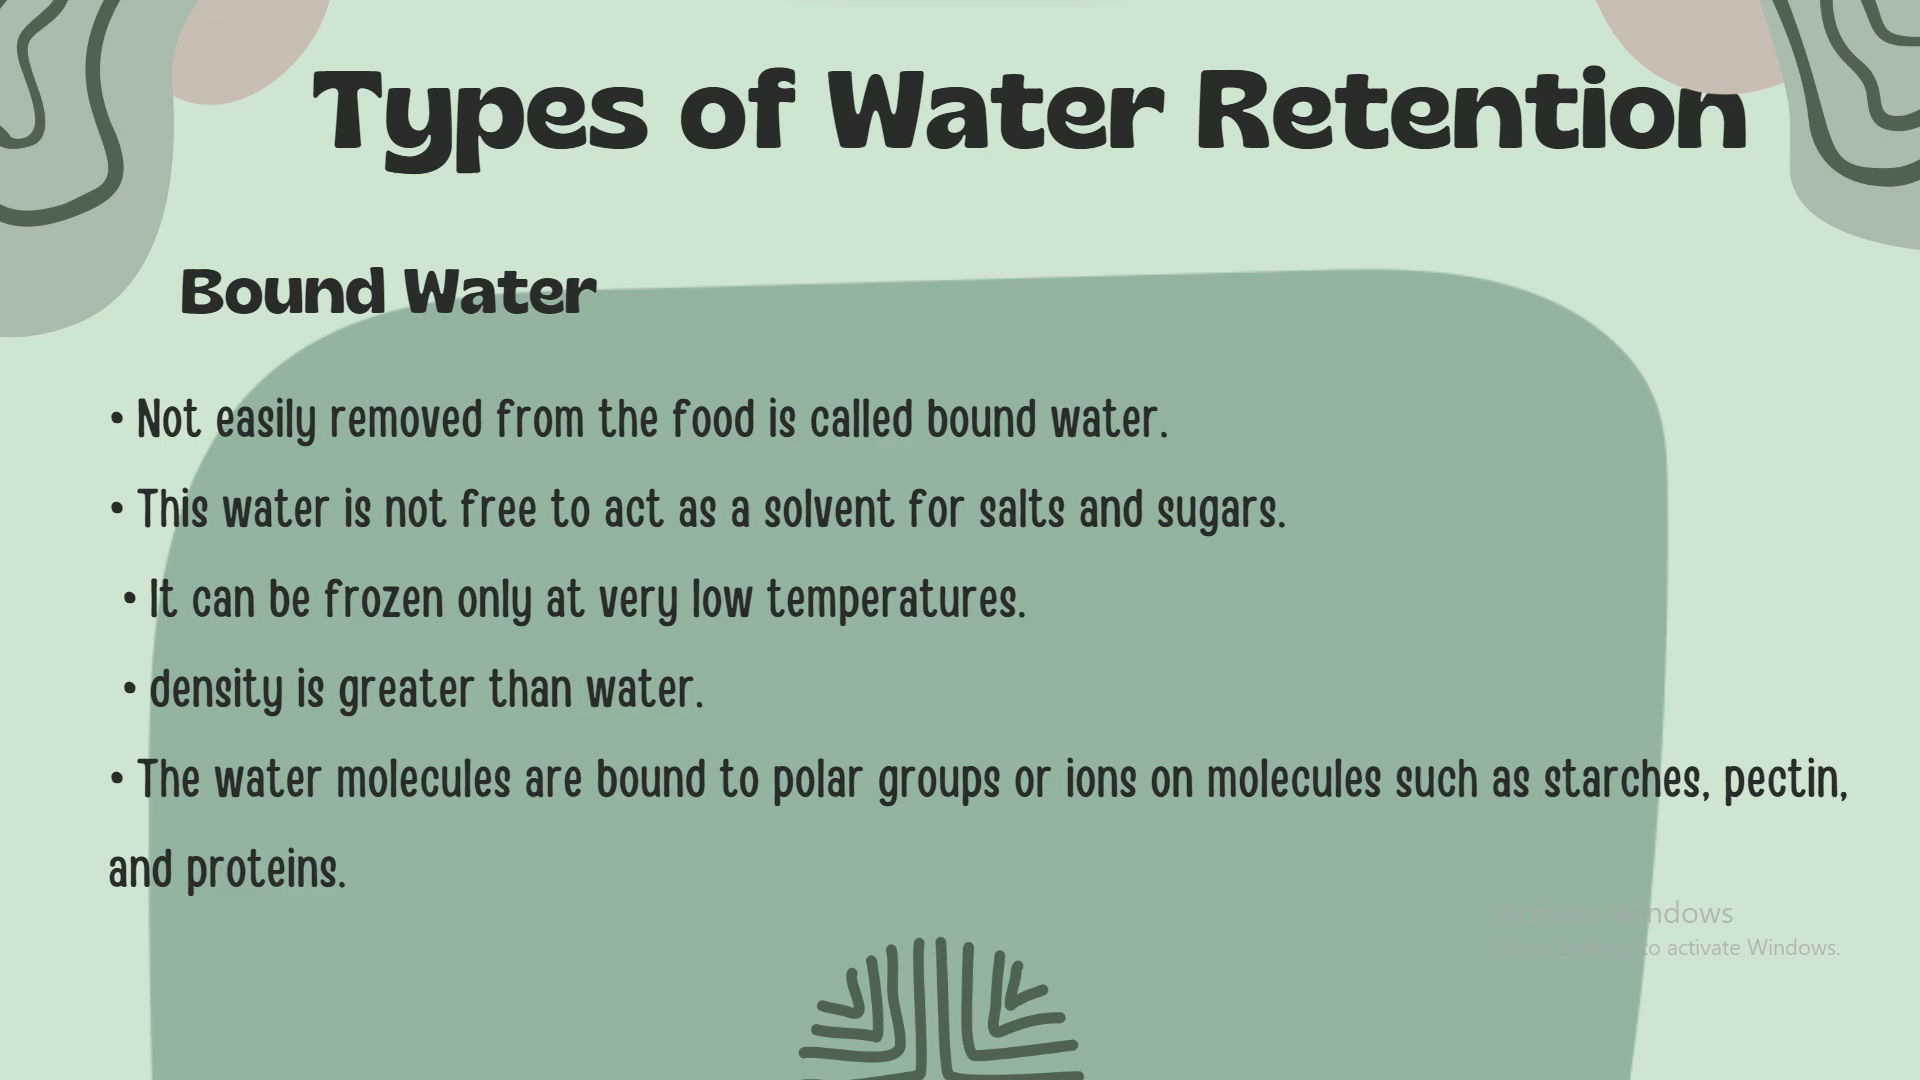 Types of Water Retention
Bound Water
• Not easily removed from the food is called bound water.
• This water is not free to act as a solvent for salts and sugars.
• It can be frozen only at very low temperatures.
• density is greater than water.
• The water molecules are bound to polar groups or ions on molecules such as starches, pectin,
and proteins.
Activate Windows
to activate Windows.